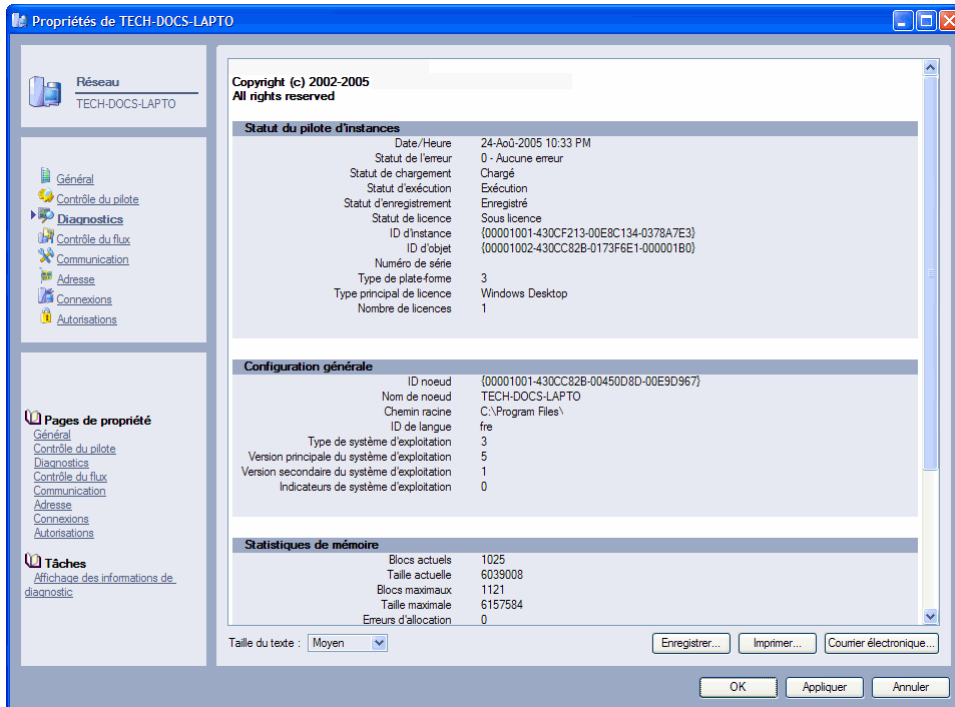 Propriétés de TECH-DOCS-LAPTO
Réseau
TECH-DOCS-LAPTO
Général
Contrôle du pilote
Diagnostics
Contrôle du flux
Communication
Adresse
Connexions
Autorisations
Pages de propriété
Général
Contrôle du pilote
Diagnostics
Contrôle du flux
Communication
Adresse
Connexions
Autorisations
Tâches
Affichage des informations de
diagnostic
Copyright (c) 2002-2005
All rights reserved
Statut du pilote d'instances
Date/Heure 24-Aoû-2005 10:33 PM
Statut de l'erreur 0 - Aucune erreur
Statut de chargement Chargé
Statut d'exécution Exécution
Statut d'enregistrement Enregistré
Statut de licence Sous licence
ID d'instance {00001001-430CF213-00E8C134-0378A7E3}
ID d'objet {00001002-430CC82B-0173F6E1-000001B0}
Numéro de série
Type de plate-forme 3
Type principal de licence Windows Desktop
Nombre de licences 1
Configuration générale
ID noeud {00001001-430CC82B-00450D8D-00E9D967}
Nom de noeud TECH-DOCS-LAPTO
Chemin racine C:\Program Files\
ID de langue fre
Type de système d'exploitation 3
Version principale du système d'exploitation 5
Version secondaire du système d'exploitation 1
Indicateurs de système d'exploitation 0
Statistiques de mémoire
Blocs actuels 1025
Taille actuelle 6039008
Blocs maximaux 1121
Taille maximale 6157584
Erreurs d'allocation 0
Taille du texte : Moyen
Enregistrer... Imprimer... Courrier électronique...
OK Appliquer Annuler